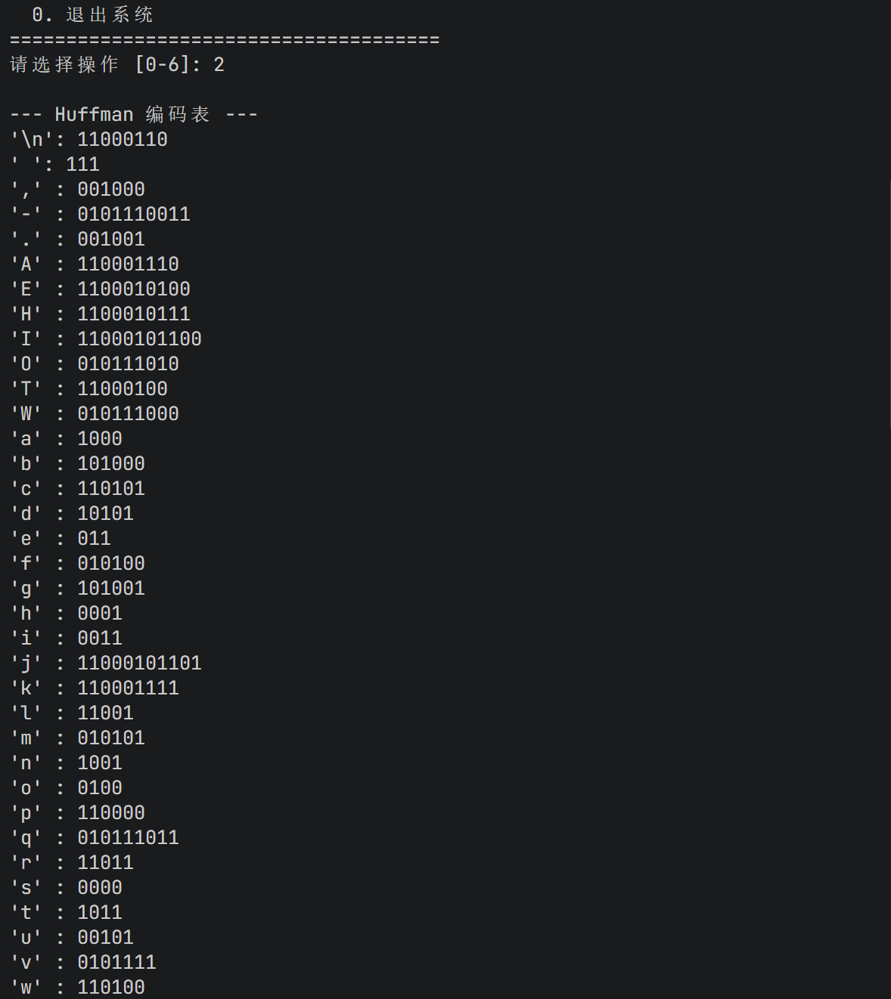 0. 退出系统
======================================
请选择操作 [0-6]: 2
--- Huffman 编码表 ---
'\n': 11000110
' ': 111
',' : 001000
'-' : 0101110011
'.' : 001001
'A' : 110001110
'E' : 1100010100
'H' : 1100010111
'I' : 11000101100
'O' : 010111010
'T' : 11000100
'W' : 010111000
'a' : 1000
'b' : 101000
'c' : 110101
'd' : 10101
'e' : 011
'f' : 010100
'g' : 101001
'h' : 0001
'i' : 0011
'j' : 11000101101
'k' : 110001111
'l' : 11001
'm' : 010101
'n' : 1001
'o' : 0100
'p' : 110000
'q' : 010111011
'r' : 11011
's' : 0000
't' : 1011
'u' : 00101
'v' : 0101111
'w' : 110100